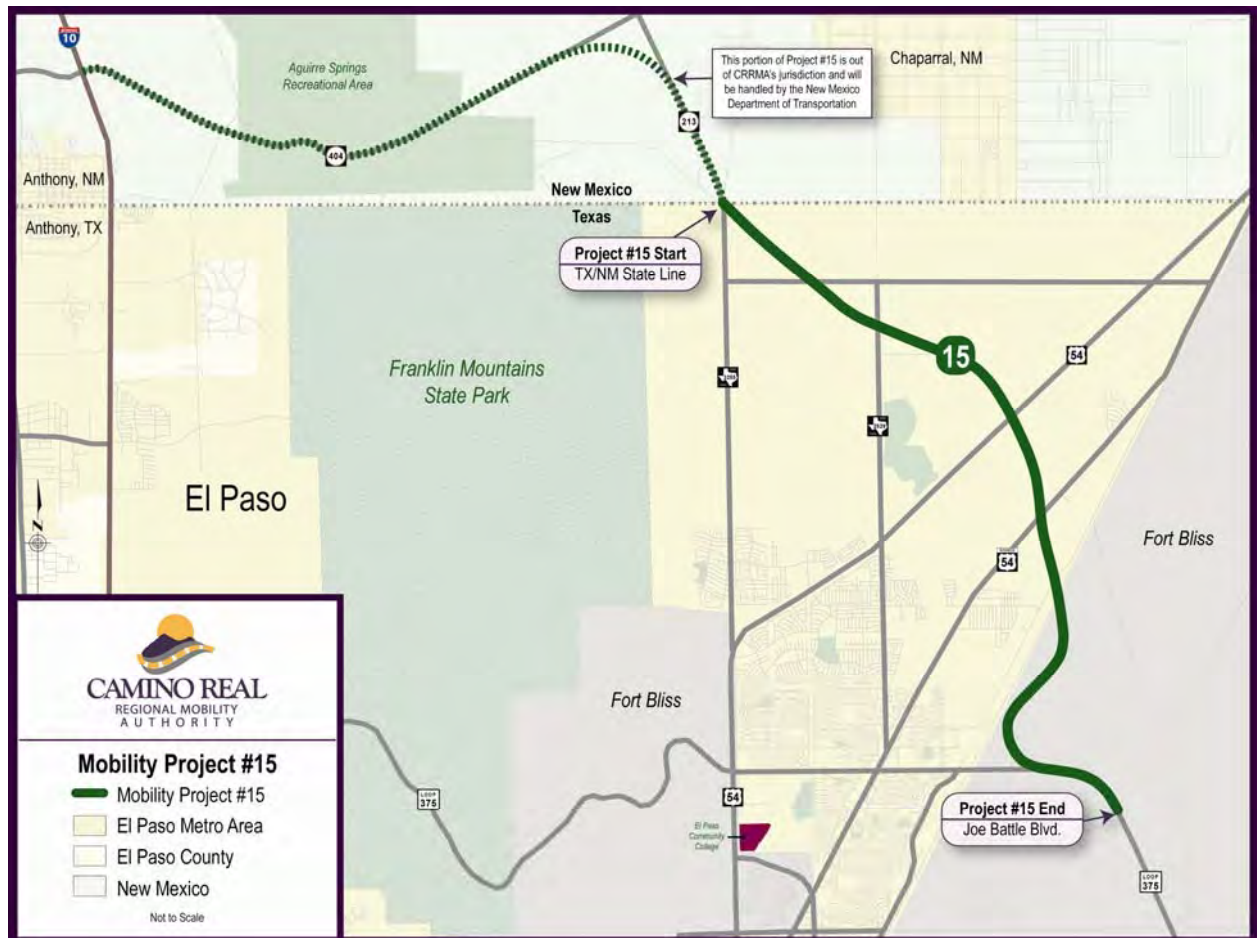 INTERSTATE
10
Aguirre Springs
Recreational Area
This portion of Project #15 is out
of CRRMA's jurisdiction and will
be handled by the New Mexico
Department of Transportation
Chaparral, NM
213
404
Anthony, NM
New Mexico
Anthony, TX
Texas
Project #15 Start
TX/NM State Line
15
54
Franklin Mountains
State Park
El Paso
N
Fort Bliss
54
Fort Bliss
CAMINO REAL
REGIONAL MOBILITY
AUTHORITY
Mobility Project #15
Mobility Project #15
El Paso Metro Area
El Paso County
New Mexico
Not to Scale
LOOP
375
54
El Paso
Community
College
Project #15 End
Joe Battle Blvd.
LOOP
375